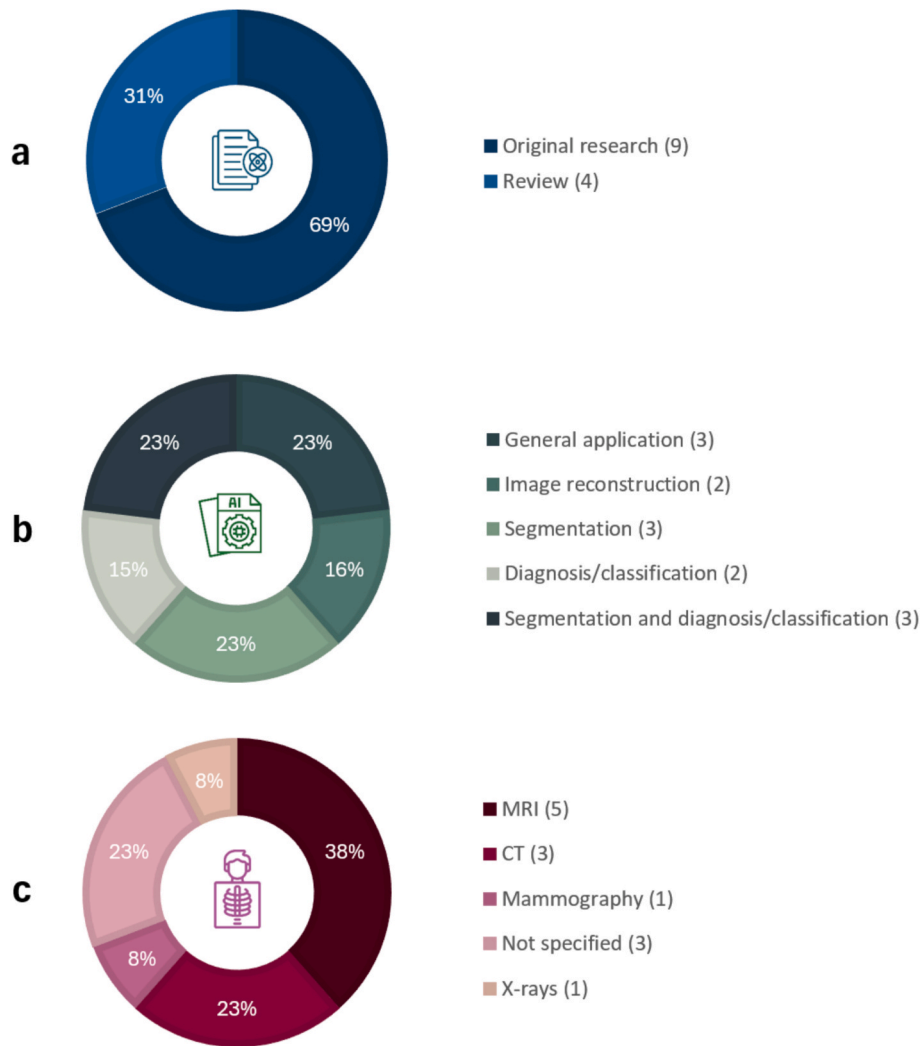 a
31%
69%
Original research (9)
Review (4)
b
23%
23%
AI
15%
16%
23%
General application (3)
Image reconstruction (2)
Segmentation (3)
Diagnosis/classification (2)
Segmentation and diagnosis/classification (3)
c
8%
23%
38%
8%
23%
MRI (5)
CT (3)
Mammography (1)
Not specified (3)
X-rays (1)